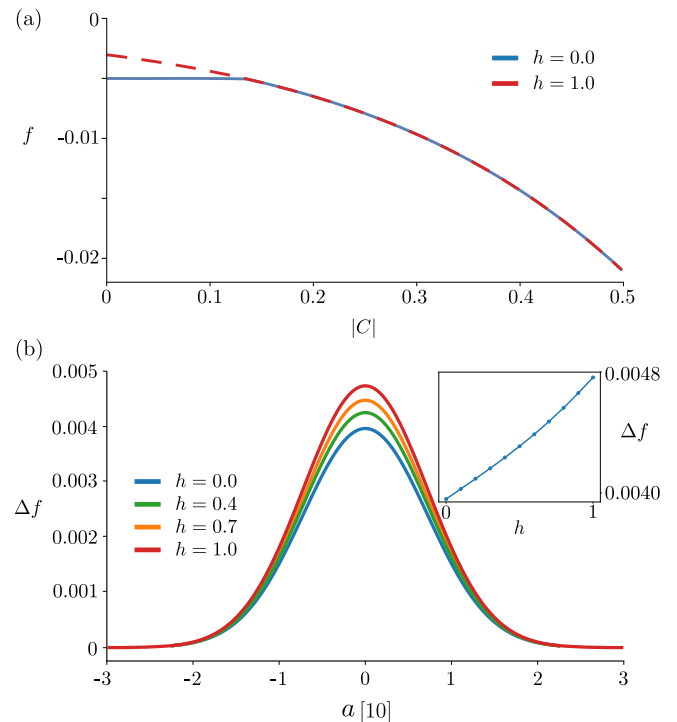 (a)
0
-0.01
-0.02
f
h = 0.0
h = 1.0
0 0.1 0.2 0.3 0.4 0.5
|C|
(b)
0.005
0.004
0.003
0.002
0.001
0
Δf
h = 0.0
h = 0.4
h = 0.7
h = 1.0
0.0048
Δf
0.0040
0 1
h
-3 -2 -1 0 1 2 3
a [10]